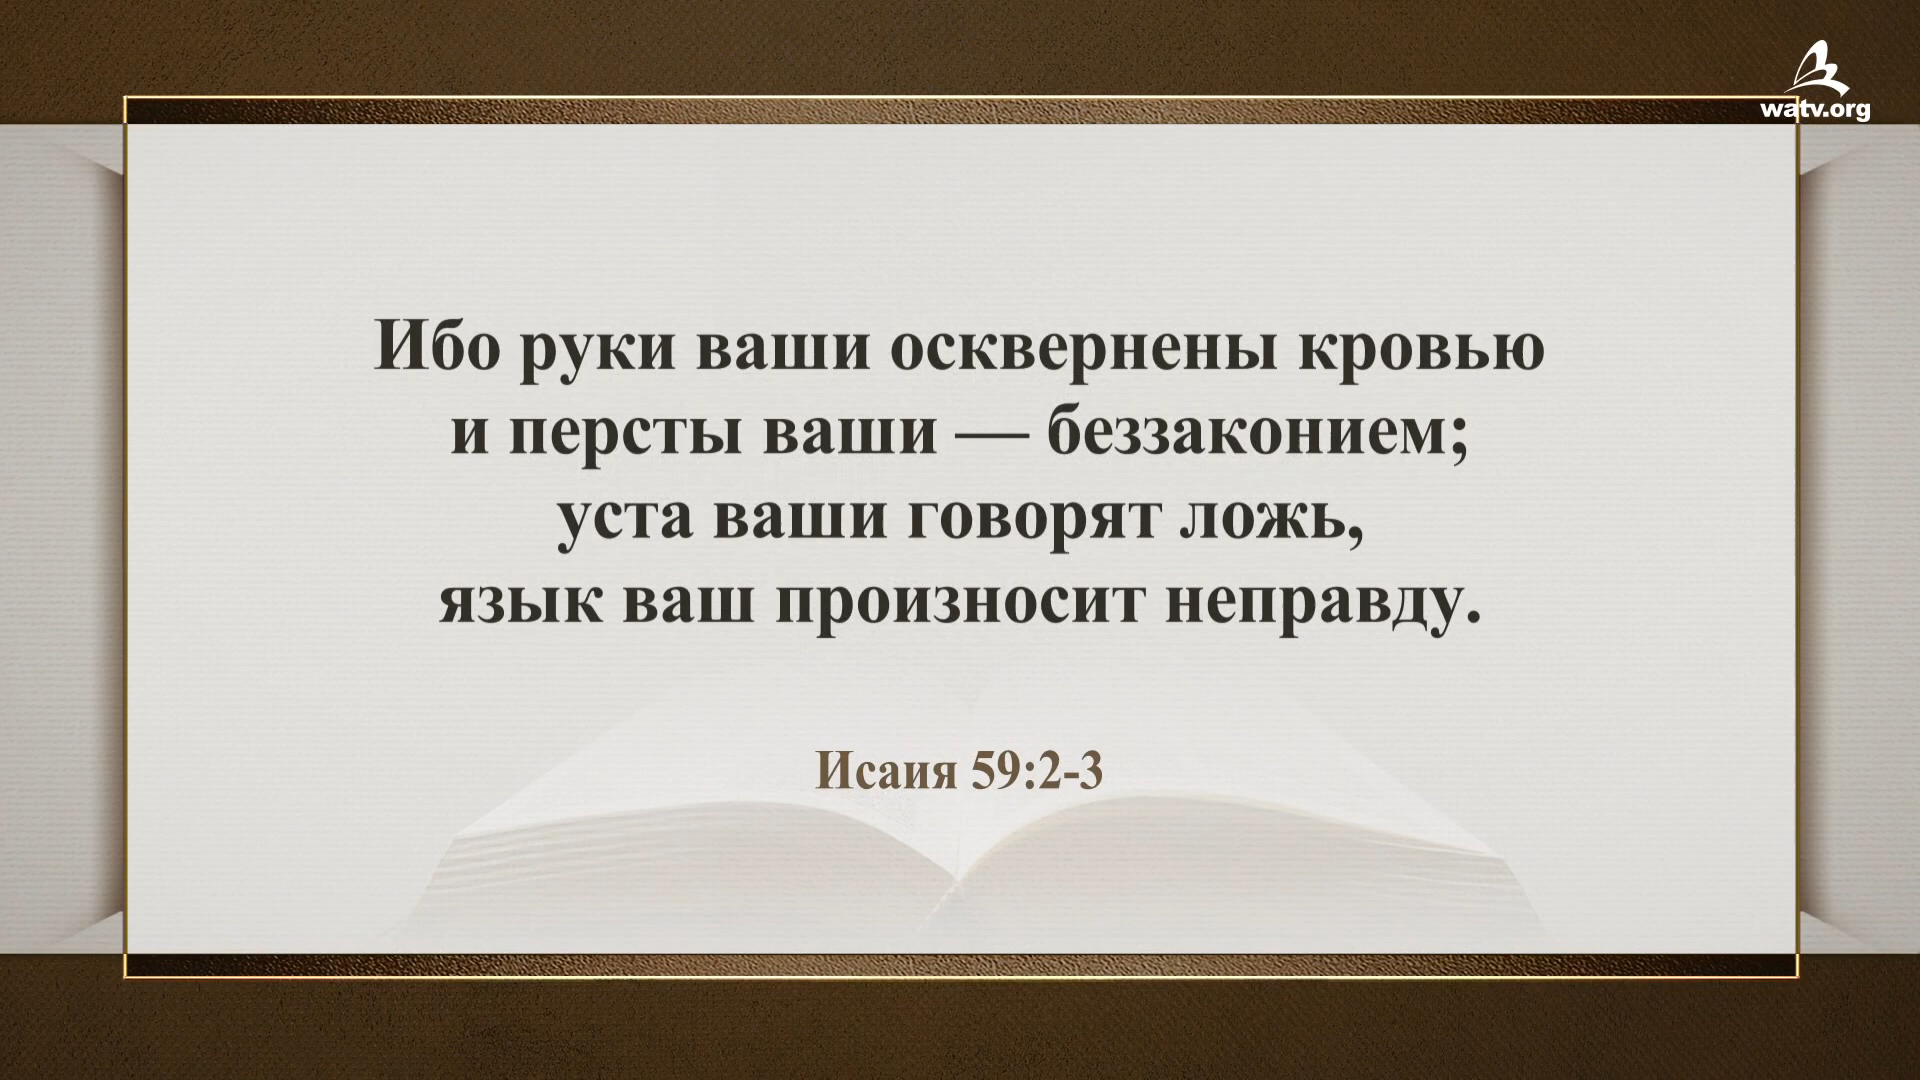 watv.org
Ибо руки ваши осквернены кровью
и персты ваши — беззаконием;
уста ваши говорят ложь,
язык ваш произносит неправду.
Исаия 59:2-3